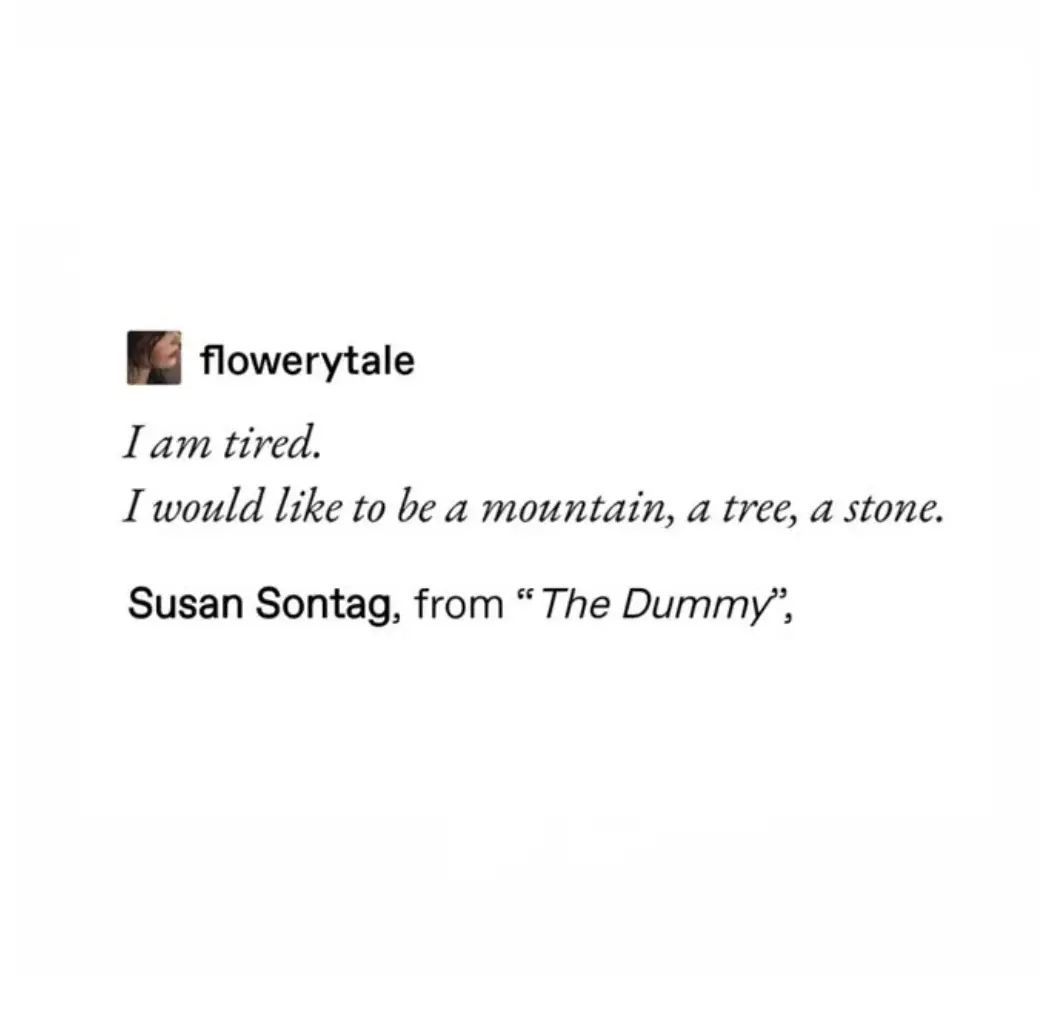 flowerytale
I am tired.
I would like to be a mountain, a tree, a stone.
Susan Sontag, from “The Dummy”,